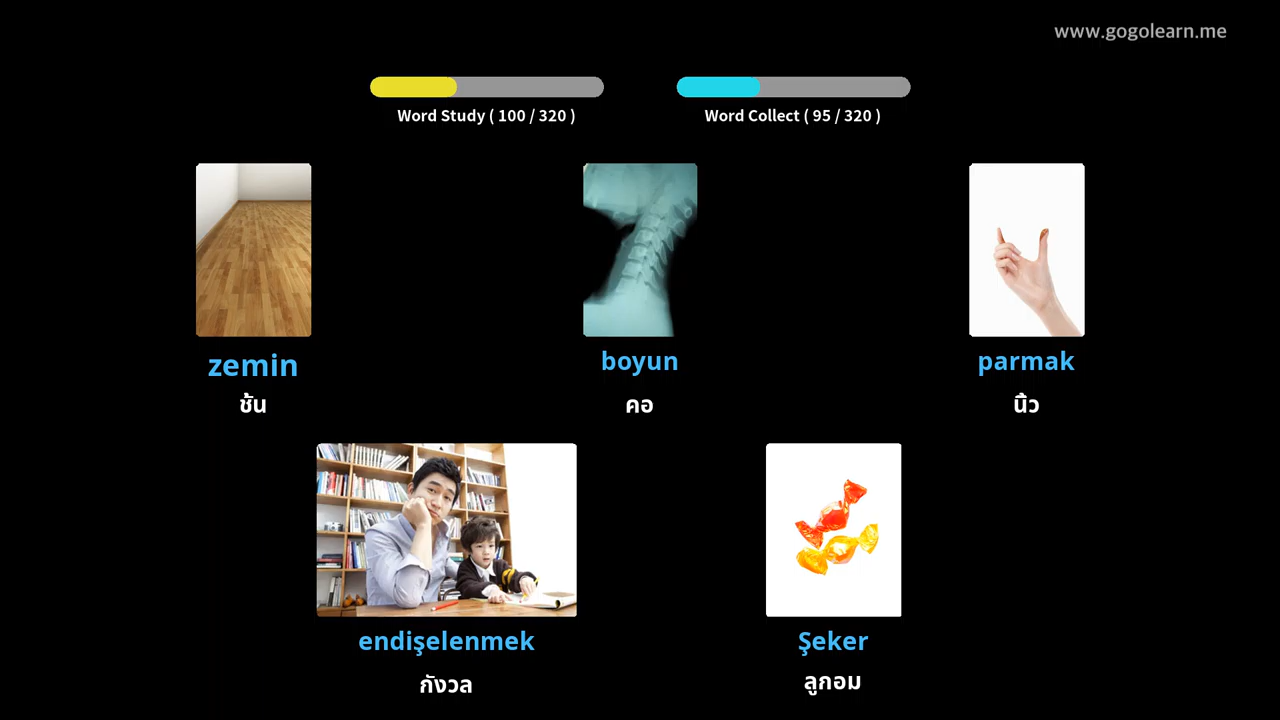 www.gogolearn.me
Word Study ( 100 / 320 )
Word Collect ( 95 / 320 )
zemin
ชั้น
boyun
คอ
parmak
นิ้ว
endişelenmek
กังวล
Şeker
ลูกอม